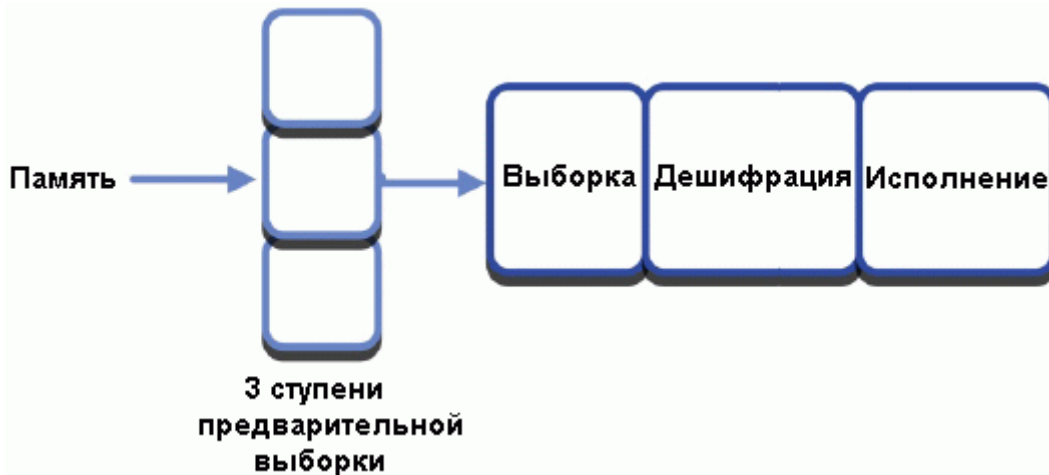 Память
Выборка
Дешифрация
Исполнение
3 ступени
предварительной
выборки